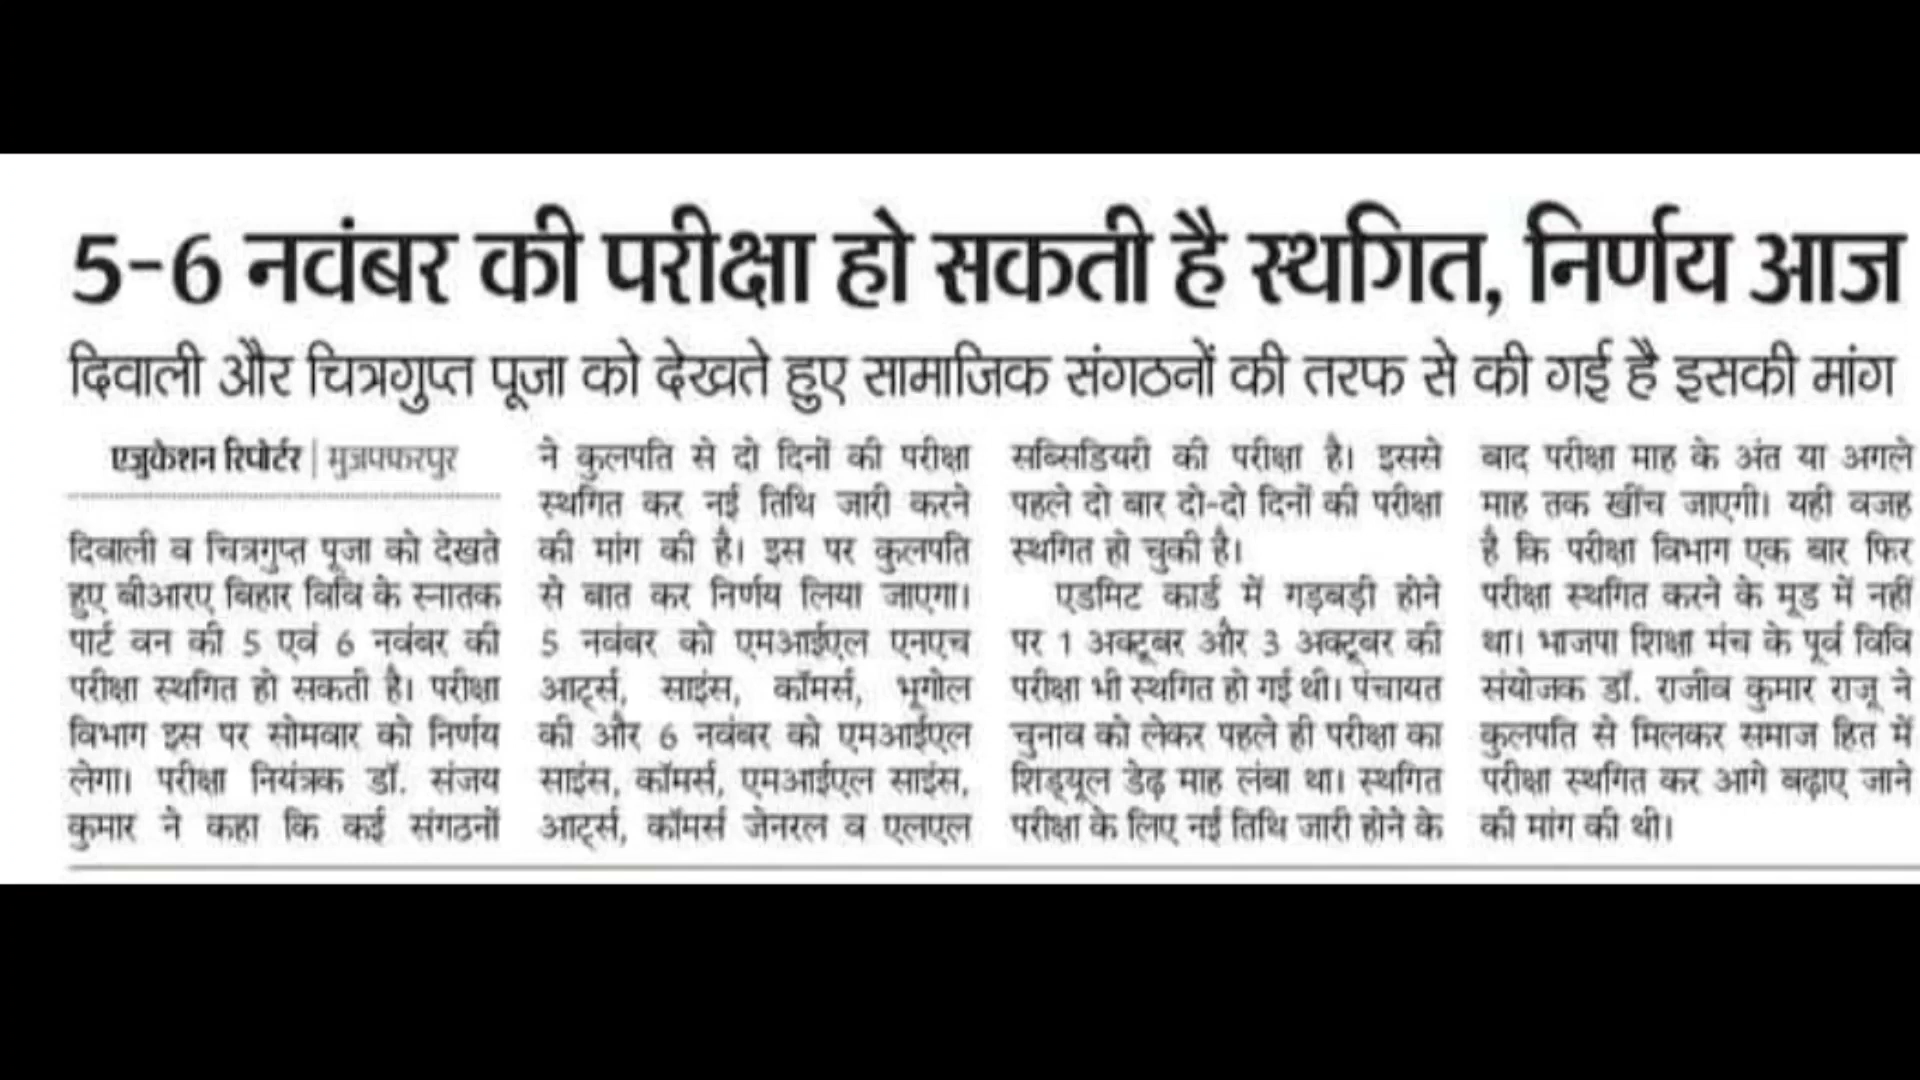 5-6 नवंबर की परीक्षा हो सकती है स्थगित, निर्णय आज
दिवाली और चित्रगुप्त पूजा को देखते हुए सामाजिक संगठनों की तरफ से की गई है इसकी मांग
एजुकेशन रिपोर्टर | मुजफ्फरपुर
दिवाली व चित्रगुप्त पूजा को देखते
हुए बीआरए बिहार विवि के स्नातक
पार्ट वन की 5 एवं 6 नवंबर की
परीक्षा स्थगित हो सकती है। परीक्षा
विभाग इस पर सोमवार को निर्णय
लेगा। परीक्षा नियंत्रक डॉ. संजय
कुमार ने कहा कि कई संगठनों
ने कुलपति से दो दिनों की परीक्षा
स्थगित कर नई तिथि जारी करने
की मांग की है। इस पर कुलपति
से बात कर निर्णय लिया जाएगा।
5 नवंबर को एमआईएल एनएच
आर्ट्स, साइंस, कॉमर्स, भूगोल
की और 6 नवंबर को एमआईएल
साइंस, कॉमर्स, एमआईएल साइंस,
आर्ट्स, कॉमर्स जेनरल व एलएल
सब्सिडियरी की परीक्षा है। इससे
पहले दो बार दो-दो दिनों की परीक्षा
स्थगित हो चुकी है।
एडमिट कार्ड में गड़बड़ी होने
पर 1 अक्टूबर और 3 अक्टूबर की
परीक्षा भी स्थगित हो गई थी। पंचायत
चुनाव को लेकर पहले ही परीक्षा का
शिड्यूल डेढ़ माह लंबा था। स्थगित
परीक्षा के लिए नई तिथि जारी होने के
बाद परीक्षा माह के अंत या अगले
माह तक खींच जाएगी। यही वजह
है कि परीक्षा विभाग एक बार फिर
परीक्षा स्थगित करने के मूड में नहीं
था। भाजपा शिक्षा मंच के पूर्व विवि
संयोजक डॉ. राजीव कुमार राजू ने
कुलपति से मिलकर समाज हित में
परीक्षा स्थगित कर आगे बढ़ाए जाने
की मांग की थी।